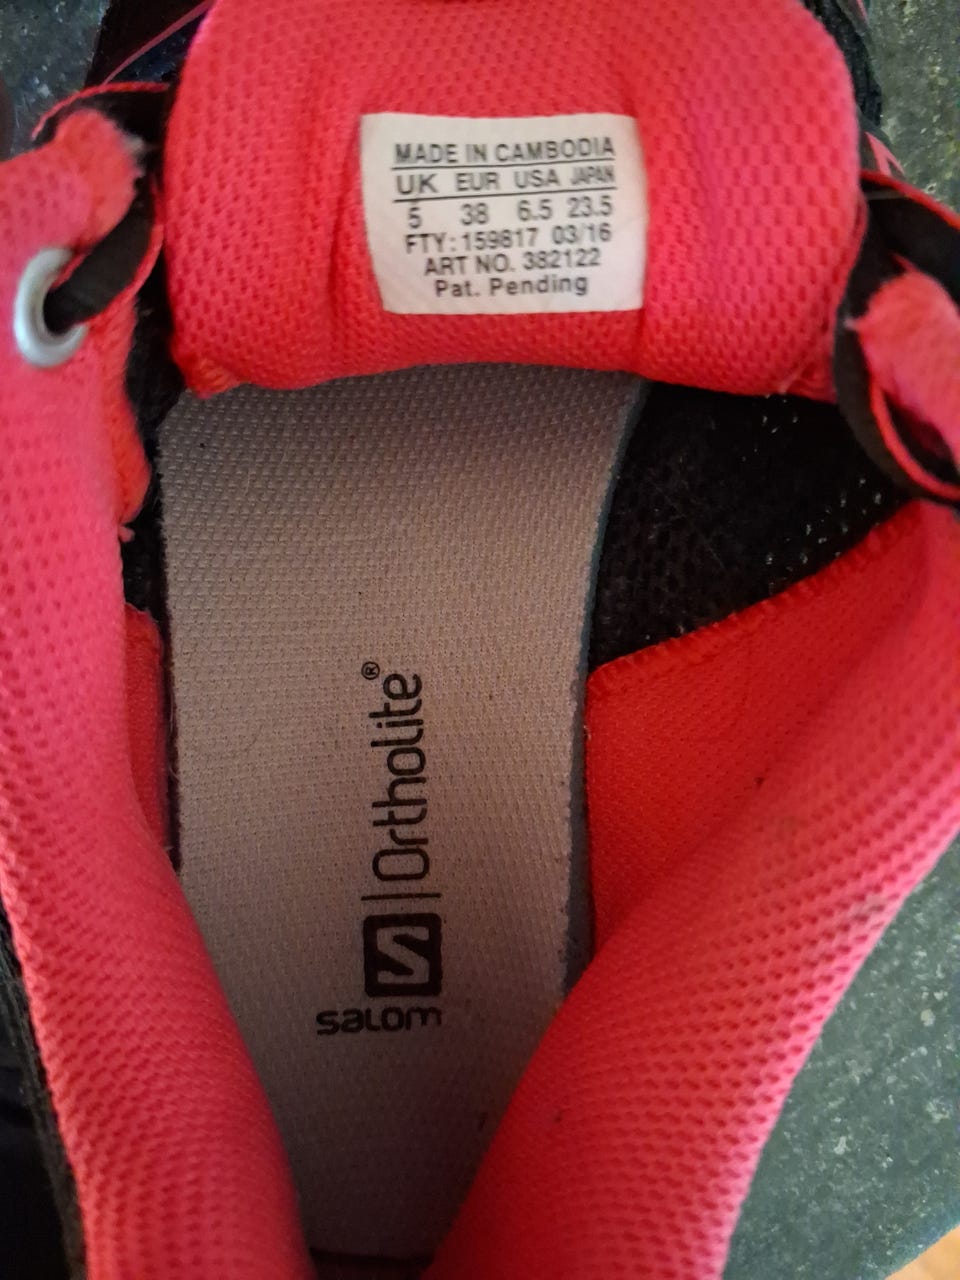 MADE IN CAMBODIA
UK EUR USA JAPAN
5 38 6.5 23.5
FTY: 159817 03/16
ART NO. 382122
Pat. Pending
Ortholite®
salom